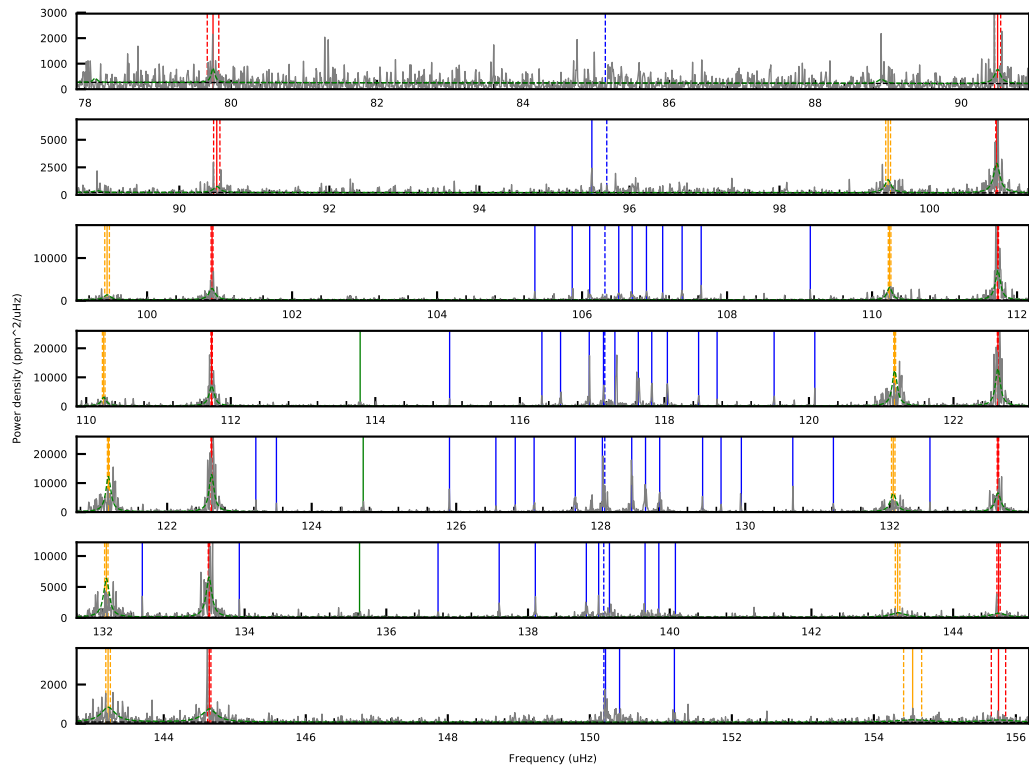 3000
2000
1000
0
78 80 82 84 86 88 90
5000
2500
0
90 92 94 96 98 100
10000
0
100 102 104 106 108 110 112
Power density (ppm^2/uHz)
20000
10000
0
110 112 114 116 118 120 122
20000
10000
0
122 124 126 128 130 132
10000
5000
0
132 134 136 138 140 142 144
2000
0
144 146 148 150 152 154 156
Frequency (uHz)